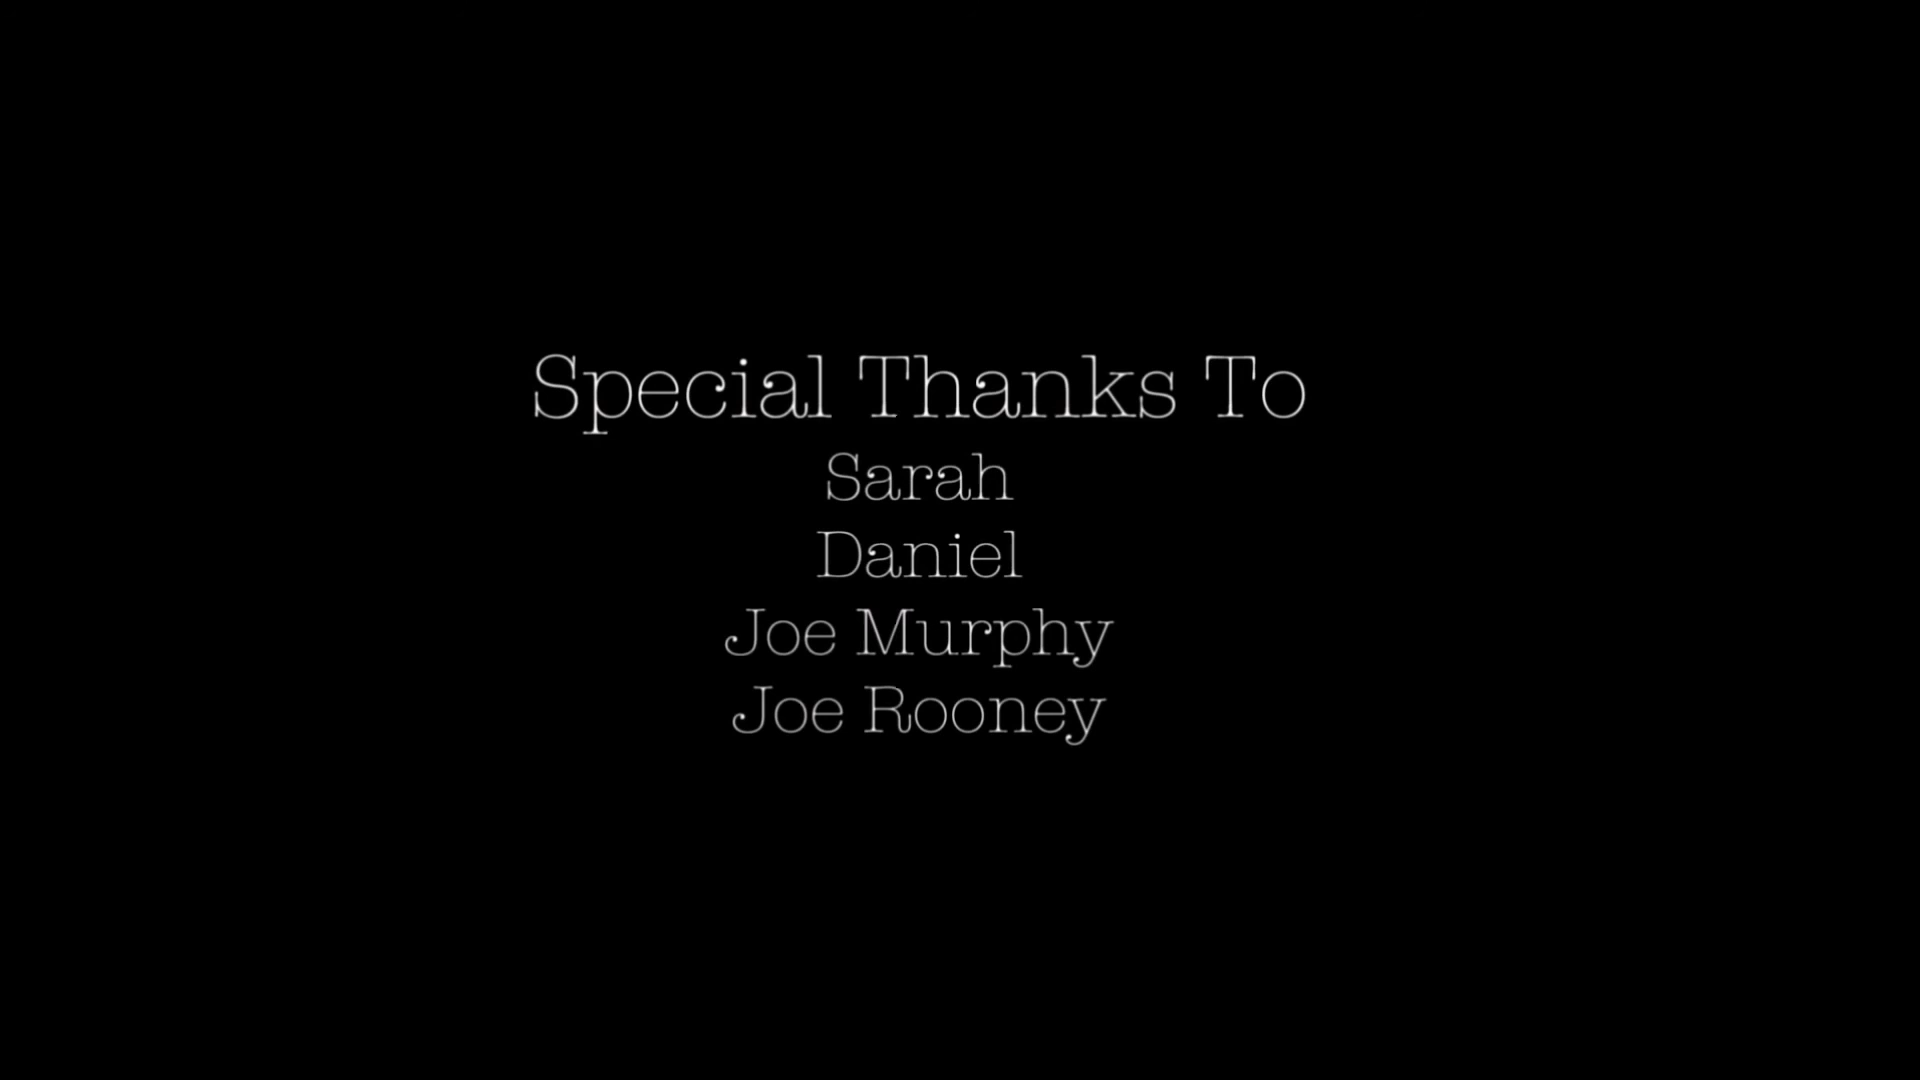 Special Thanks To
Sarah
Daniel
Joe Murphy
Joe Rooney